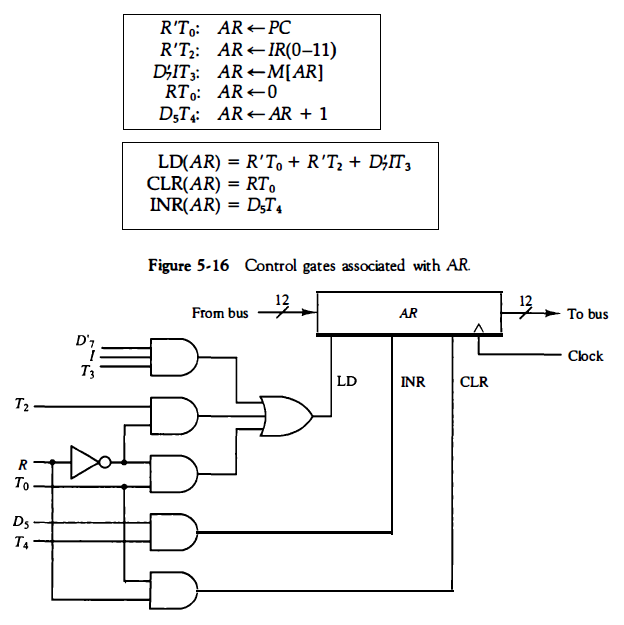 R'T₀: AR ← PC
R'T₂: AR ← IR(0–11)
D'₇IT₃: AR ← M[AR]
RT₀: AR ← 0
D₅T₄: AR ← AR + 1
LD(AR) = R'T₀ + R'T₂ + D'₇IT₃
CLR(AR) = RT₀
INR(AR) = D₅T₄
Figure 5-16 Control gates associated with AR.
From bus
12
AR
12
To bus
Clock
LD
INR
CLR
D'₇
I
T₃
T₂
R
T₀
D₅
T₄